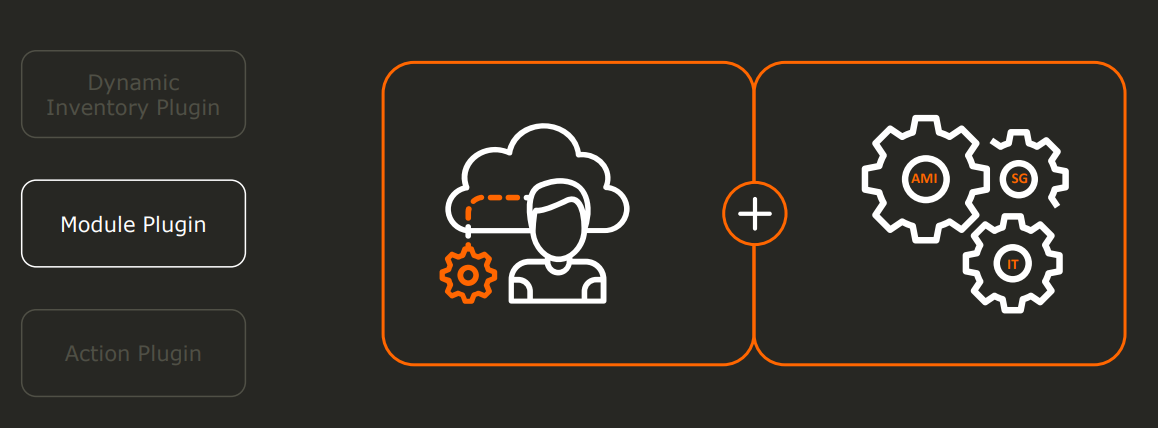 Dynamic
Inventory Plugin
Module Plugin
Action Plugin
AMI
SG
IT